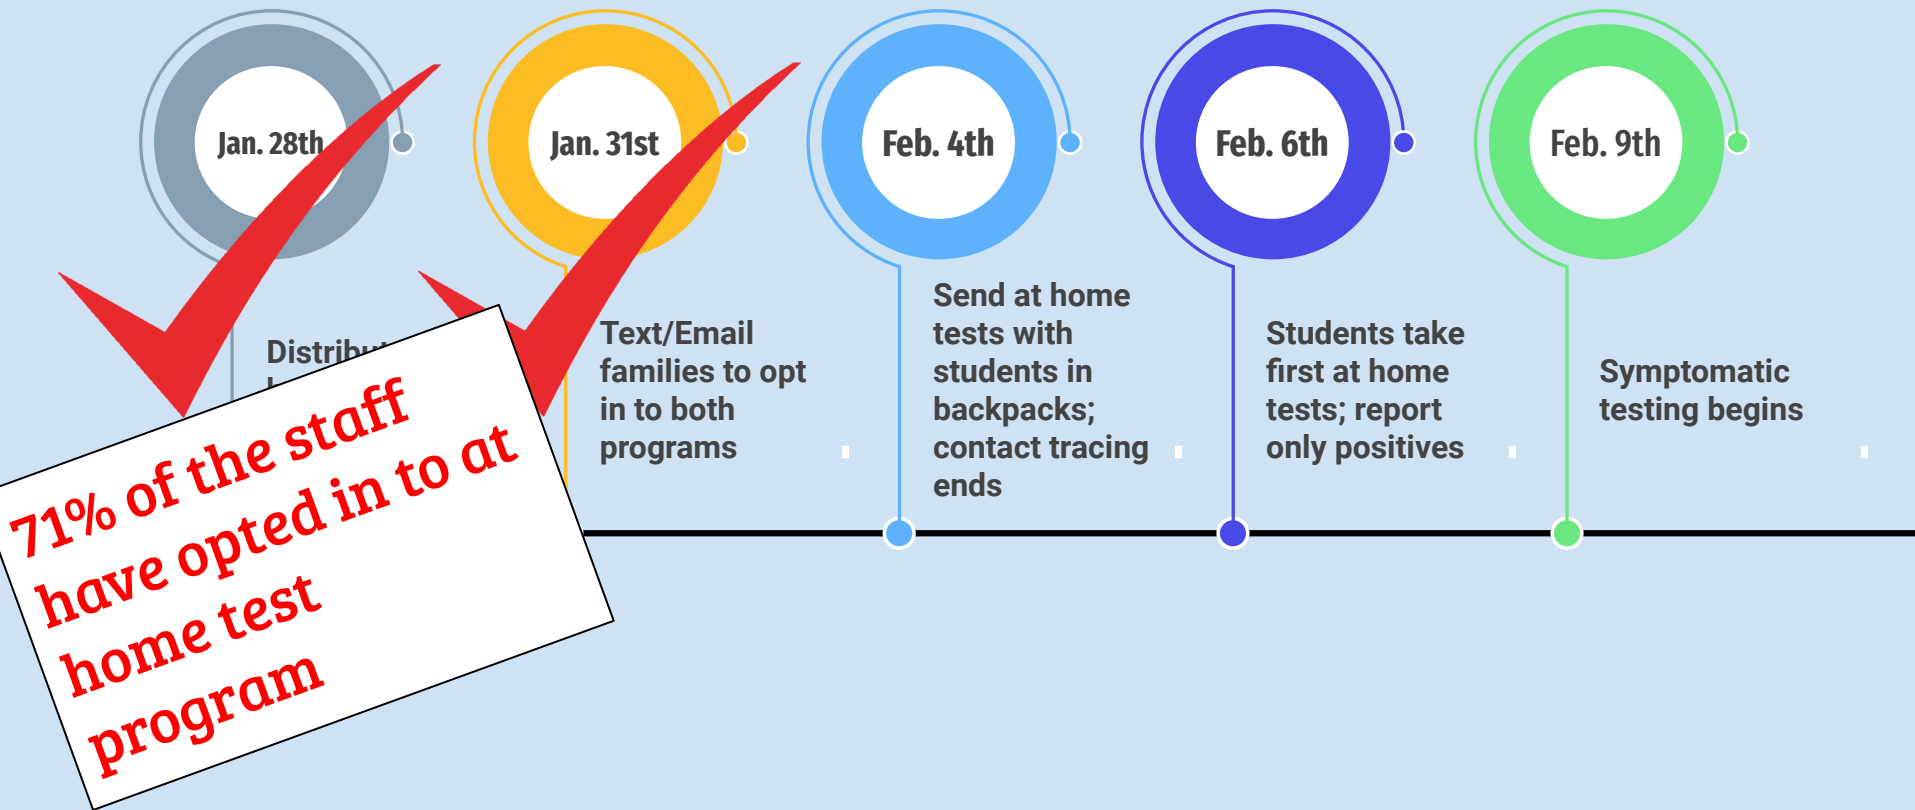 Jan. 28th
Jan. 31st
Feb. 4th
Feb. 6th
Feb. 9th
Text/Email
families to opt
in to both
programs
Send at home
tests with
students in
backpacks;
contact tracing
ends
Students take
first at home
tests; report
only positives
Symptomatic
testing begins
71% of the staff
have opted in to at
home test
program